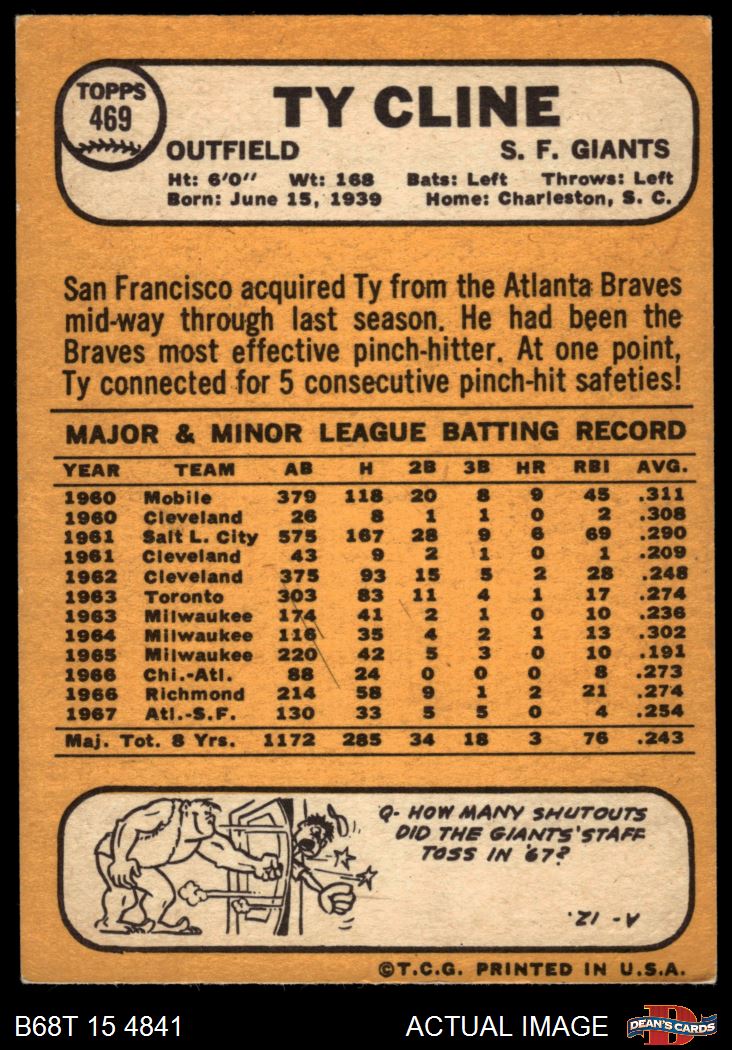 TOPPS
469
TY CLINE
OUTFIELD S. F. GIANTS
Ht: 6'0" Wt: 168 Bats: Left Throws: Left
Born: June 15, 1939 Home: Charleston, S. C.
San Francisco acquired Ty from the Atlanta Braves
mid-way through last season. He had been the
Braves most effective pinch-hitter. At one point,
Ty connected for 5 consecutive pinch-hit safeties!
MAJOR & MINOR LEAGUE BATTING RECORD
YEAR TEAM AB H 2B 3B HR RBI AVG.
1960 Mobile 379 118 20 8 9 45 .311
1960 Cleveland 26 8 1 1 0 2 .308
1961 Salt L. City 575 167 28 9 6 69 .290
1961 Cleveland 43 9 2 1 0 1 .209
1962 Cleveland 375 93 15 5 2 28 .248
1963 Toronto 303 83 11 4 1 17 .274
1963 Milwaukee 174 41 2 1 0 10 .236
1964 Milwaukee 116 35 4 2 1 13 .302
1965 Milwaukee 220 42 5 3 0 10 .191
1966 Chi.-Atl. 88 24 0 0 0 8 .273
1966 Richmond 214 58 9 1 2 21 .274
1967 Atl.-S.F. 130 33 5 5 0 4 .254
Maj. Tot. 8 Yrs. 1172 285 34 18 3 76 .243
Q- HOW MANY SHUTOUTS
DID THE GIANTS' STAFF
TOSS IN '67?
A- 12.
©T.C.G. PRINTED IN U.S.A.
B68T 15 4841 ACTUAL IMAGE DEAN'S CARDS